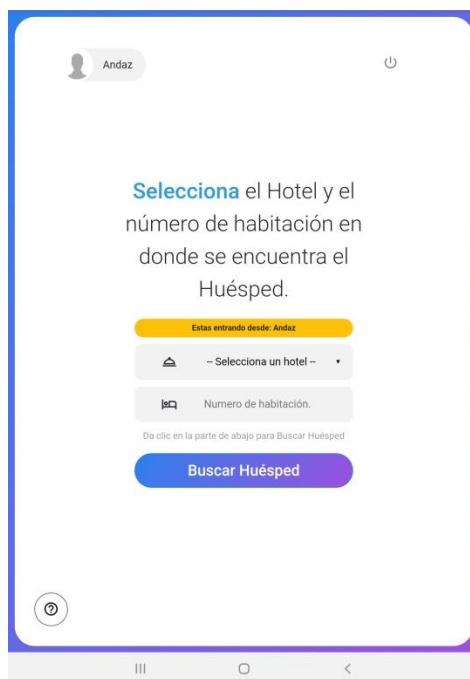 Andaz
Selecciona el Hotel y el
número de habitación en
donde se encuentra el
Huésped.
Estas entrando desde: Andaz
-- Selecciona un hotel --
Numero de habitación.
Da clic en la parte de abajo para Buscar Huésped
Buscar Huésped